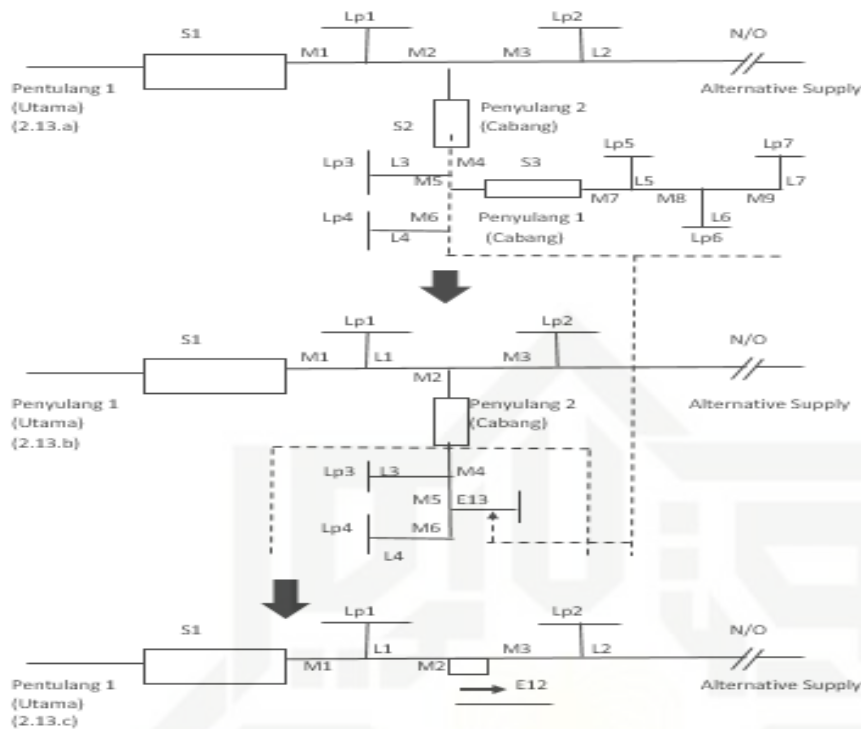 Lp1 Lp2
S1 N/O
M1 M2 M3 L2
Pentulang 1 Alternative Supply
(Utama)
(2.13.a)
Penyulang 2
S2 (Cabang)
Lp5 Lp7
Lp3 L3 M4 S3
M5 L5 L7
M7 M8 M9
Lp4 M6 Penyulang 1 L6
L4 (Cabang) Lp6
Lp1 Lp2
S1 N/O
M1 L1 M3
M2
Penyulang 1 Penyulang 2 Alternative Supply
(Utama) (Cabang)
(2.13.b)
Lp3 L3 M4
M5 E13
Lp4 M6
L4
Lp1 Lp2
S1 N/O
L1 M3 L2
M1 M2
Pentulang 1 E12 Alternative Supply
(Utama)
(2.13.c)